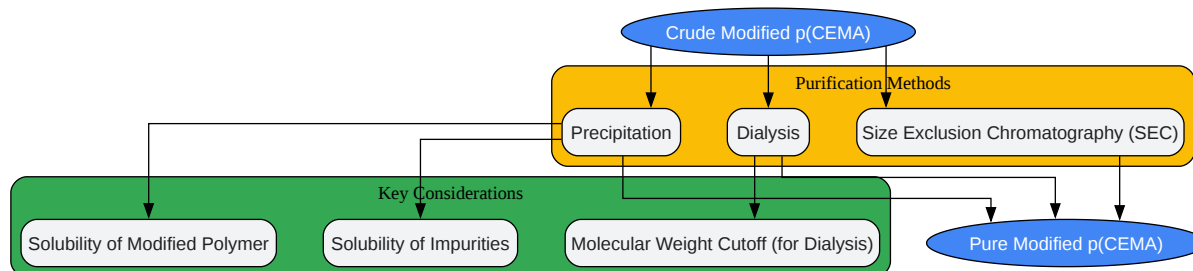 Crude Modified p(CEMA)
Purification Methods
Precipitation
Dialysis
Size Exclusion Chromatography (SEC)
Key Considerations
Solubility of Modified Polymer
Solubility of Impurities
Molecular Weight Cutoff (for Dialysis)
Pure Modified p(CEMA)